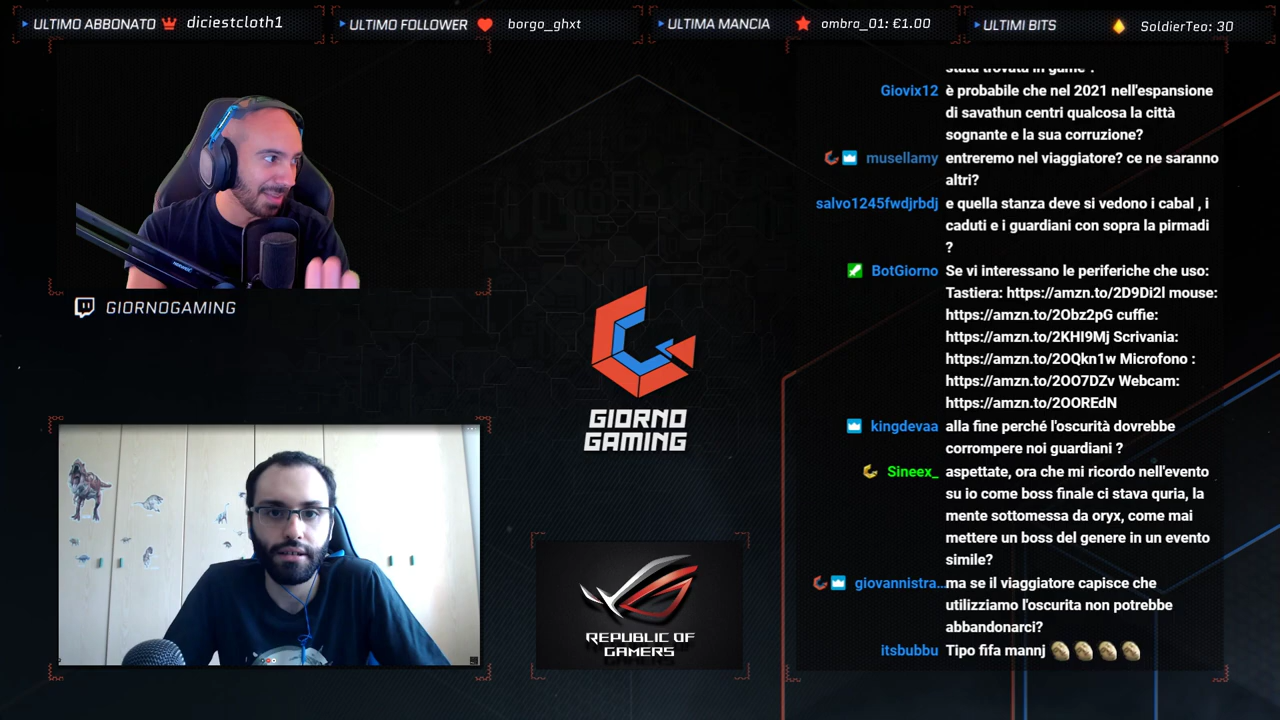 ULTIMO ABBONATO diciestcloth1
ULTIMO FOLLOWER borgo_ghxt
ULTIMA MANCIA ombra_01: €1.00
ULTIMI BITS SoldierTea: 30
GIORNOGAMING
GIORNO
GAMING
REPUBLIC OF
GAMERS
stata trovata in game ?
Giovix12 è probabile che nel 2021 nell'espansione
di savathun centri qualcosa la città
sognante e la sua corruzione?
musellamy entreremo nel viaggiatore? ce ne saranno
altri?
salvo1245fwdjrbdj e quella stanza deve si vedono i cabal , i
caduti e i guardiani con sopra la pirmadi
?
BotGiorno Se vi interessano le periferiche che uso:
Tastiera: https://amzn.to/2D9Di2l mouse:
https://amzn.to/2Obz2pG cuffie:
https://amzn.to/2KHI9Mj Scrivania:
https://amzn.to/2OQkn1w Microfono :
https://amzn.to/2OO7DZv Webcam:
https://amzn.to/2OOREdN
kingdevaa alla fine perché l'oscurità dovrebbe
corrompere noi guardiani ?
Sineex_ aspettate, ora che mi ricordo nell'evento
su io come boss finale ci stava quria, la
mente sottomessa da oryx, come mai
mettere un boss del genere in un evento
simile?
giovannistra... ma se il viaggiatore capisce che
utilizziamo l'oscurita non potrebbe
abbandonarci?
itsbubbu Tipo fifa mannj